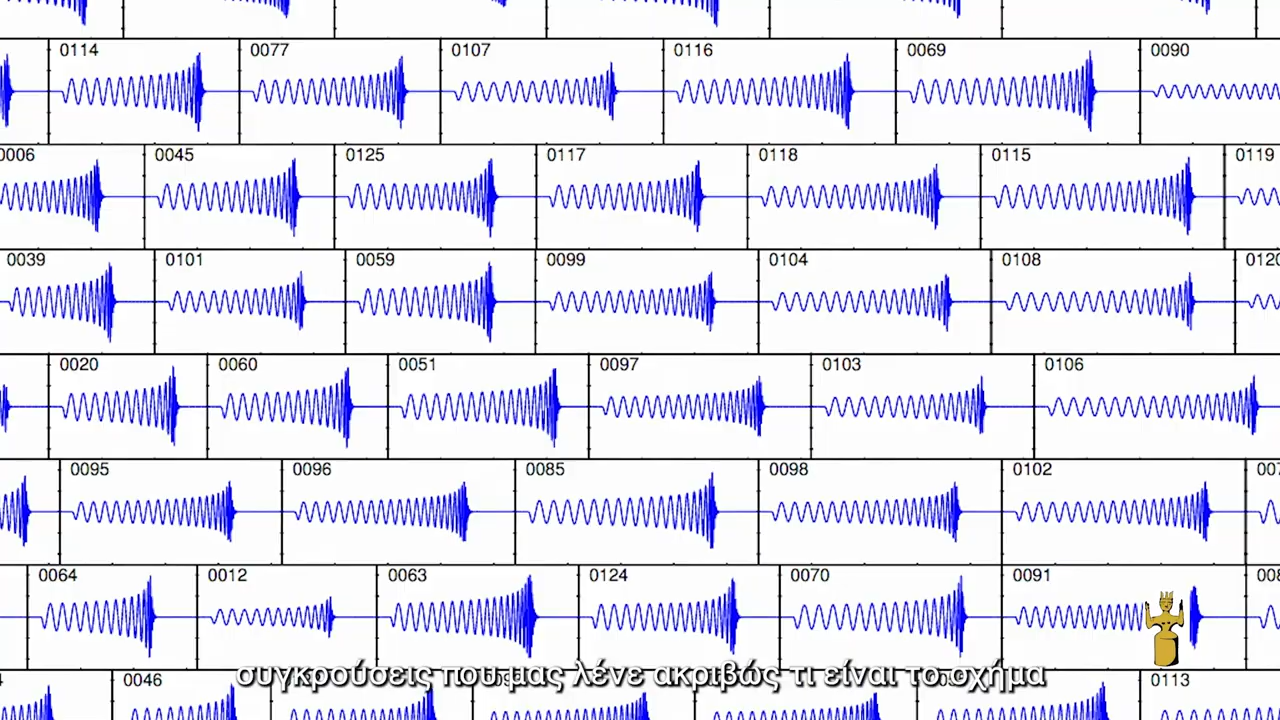 0114 0077 0107 0116 0069 0090
0006 0045 0125 0117 0118 0115 0119
0039 0101 0059 0099 0104 0108 0120
0020 0060 0051 0097 0103 0106
0095 0096 0085 0098 0102
0064 0012 0063 0124 0070 0091
συγκρούσεις που μας λένε ακριβώς τι είναι το σχήμα
0046 0113